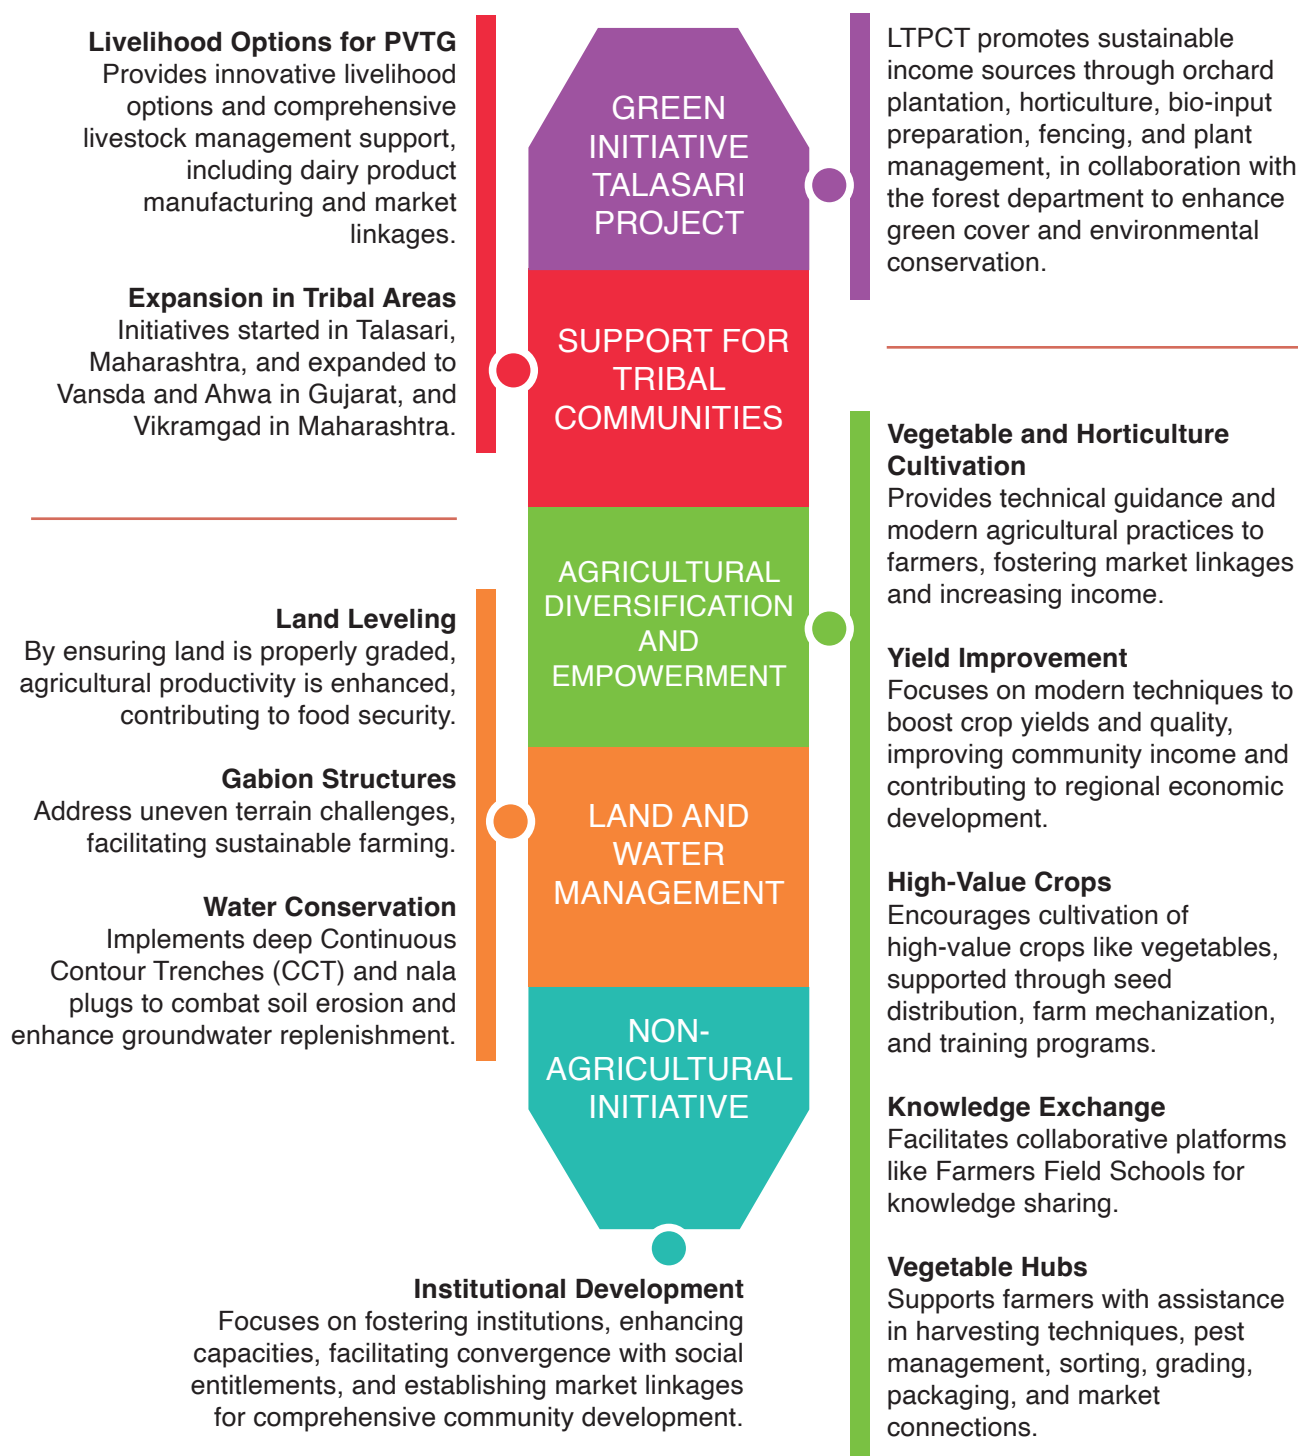 Livelihood Options for PVTG
Provides innovative livelihood
options and comprehensive
livestock management support,
including dairy product
manufacturing and market
linkages.
Expansion in Tribal Areas
Initiatives started in Talasari,
Maharashtra, and expanded to
Vansda and Ahwa in Gujarat, and
Vikramgad in Maharashtra.
Land Leveling
By ensuring land is properly graded,
agricultural productivity is enhanced,
contributing to food security.
Gabion Structures
Address uneven terrain challenges,
facilitating sustainable farming.
Water Conservation
Implements deep Continuous
Contour Trenches (CCT) and nala
plugs to combat soil erosion and
enhance groundwater replenishment.
GREEN
INITIATIVE
TALASARI
PROJECT
SUPPORT FOR
TRIBAL
COMMUNITIES
AGRICULTURAL
DIVERSIFICATION
AND
EMPOWERMENT
LAND AND
WATER
MANAGEMENT
NON-
AGRICULTURAL
INITIATIVE
Institutional Development
Focuses on fostering institutions, enhancing
capacities, facilitating convergence with social
entitlements, and establishing market linkages
for comprehensive community development.
LTPCT promotes sustainable
income sources through orchard
plantation, horticulture, bio-input
preparation, fencing, and plant
management, in collaboration with
the forest department to enhance
green cover and environmental
conservation.
Vegetable and Horticulture
Cultivation
Provides technical guidance and
modern agricultural practices to
farmers, fostering market linkages
and increasing income.
Yield Improvement
Focuses on modern techniques to
boost crop yields and quality,
improving community income and
contributing to regional economic
development.
High-Value Crops
Encourages cultivation of
high-value crops like vegetables,
supported through seed
distribution, farm mechanization,
and training programs.
Knowledge Exchange
Facilitates collaborative platforms
like Farmers Field Schools for
knowledge sharing.
Vegetable Hubs
Supports farmers with assistance
in harvesting techniques, pest
management, sorting, grading,
packaging, and market
connections.